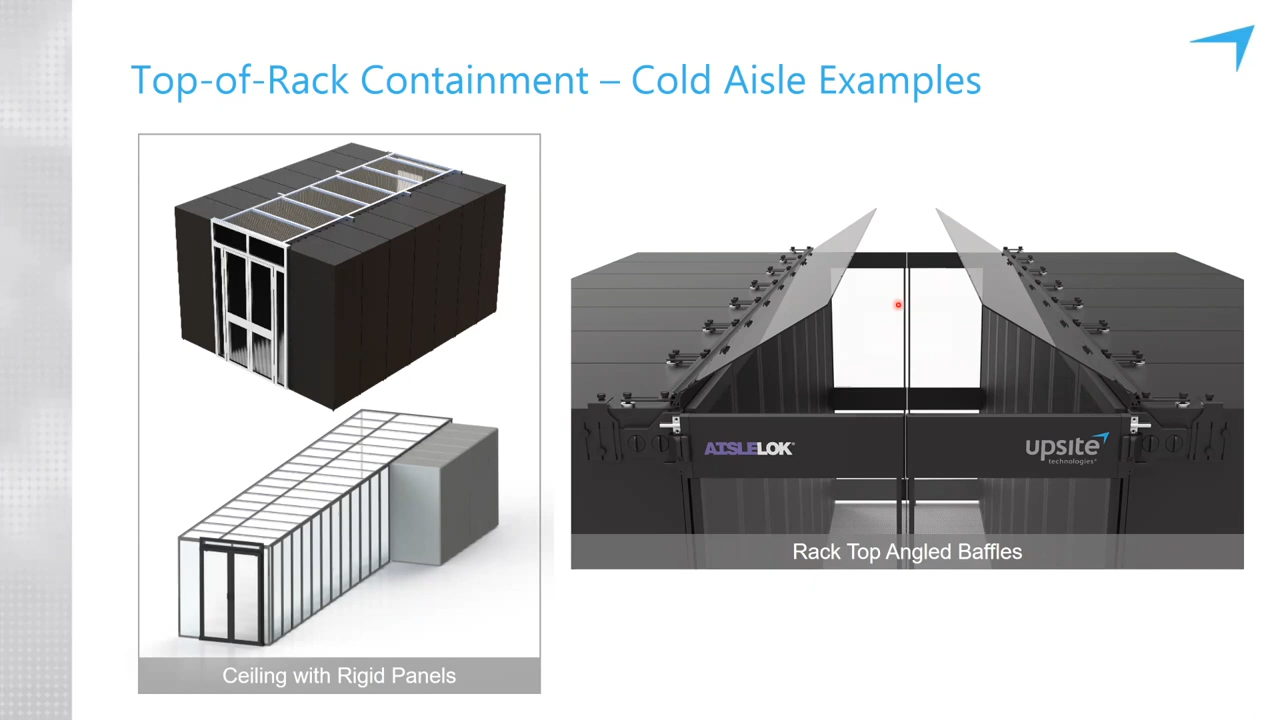 Top-of-Rack Containment – Cold Aisle Examples
AISLELOK®
upsite
technologies®
Rack Top Angled Baffles
Ceiling with Rigid Panels